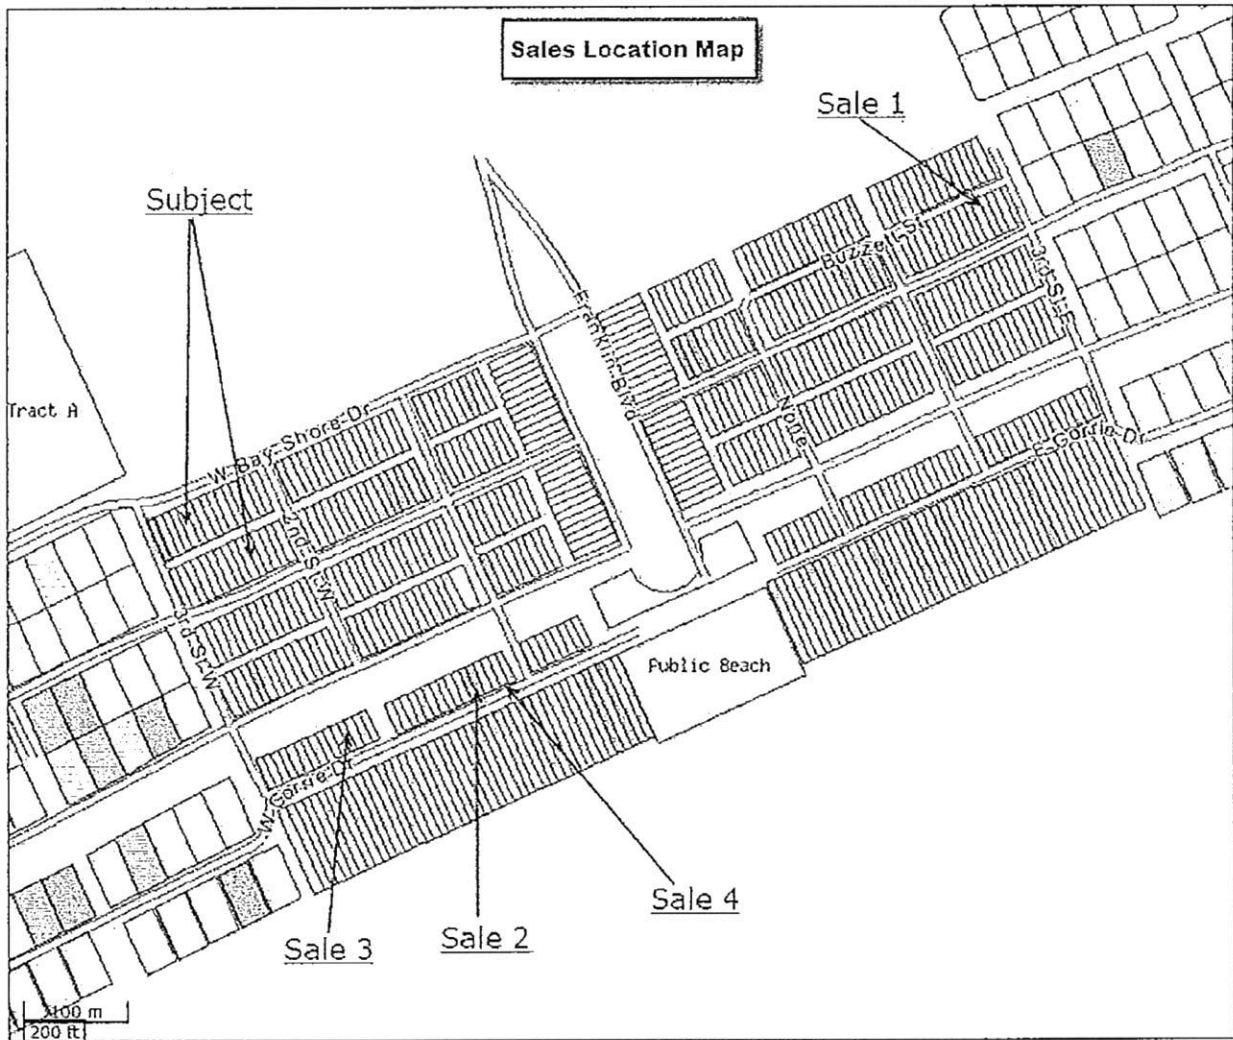 Sales Location Map
Sale 1
Subject
Buzzett St
3rd St E
Franklin Blvd
W Bay Shore Dr
Tract A
None
2nd St W
E Gorrie Dr
3rd St W
Public Beach
W Gorrie Dr
Sale 4
Sale 2
Sale 3
100 m
200 ft